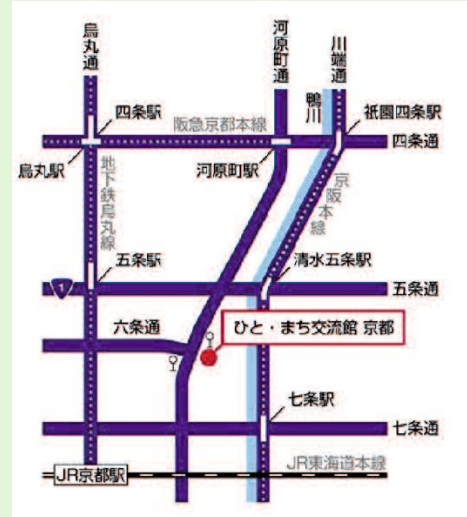 烏丸通
河原町通
川端通
鴨川
四条駅
阪急京都本線
祇園四条駅
四条通
烏丸駅
河原町駅
地下鉄烏丸線
京阪本線
五条駅
清水五条駅
1
五条通
六条通
ひと・まち交流館 京都
七条駅
七条通
JR東海道本線
JR京都駅